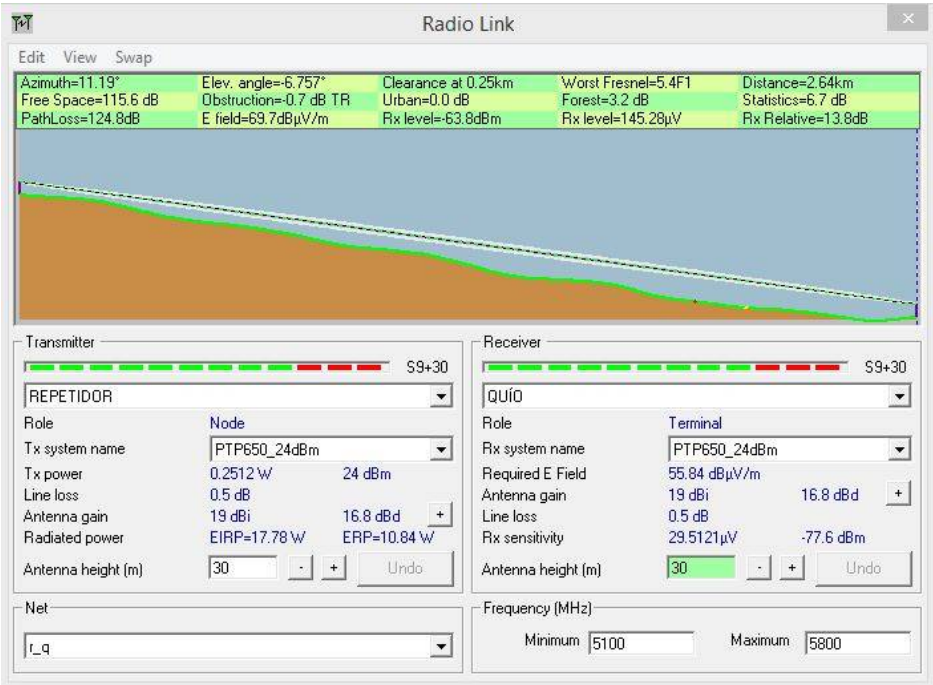 Radio Link
Edit View Swap
Azimuth=11.19° Elev. angle=-6.757° Clearance at 0.25km Worst Fresnel=5.4F1 Distance=2.64km
Free Space=115.6 dB Obstruction=-0.7 dB TR Urban=0.0 dB Forest=3.2 dB Statistics=6.7 dB
PathLoss=124.8dB E field=69.7dBµV/m Rx level=-63.8dBm Rx level=145.28µV Rx Relative=13.8dB
Transmitter
S9+30
REPETIDOR
Role Node
Tx system name PTP650_24dBm
Tx power 0.2512 W 24 dBm
Line loss 0.5 dB
Antenna gain 19 dBi 16.8 dBd +
Radiated power EIRP=17.78 W ERP=10.84 W
Antenna height (m) 30 - + Undo
Net
r_q
Receiver
S9+30
QUÍO
Role Terminal
Rx system name PTP650_24dBm
Required E Field 55.84 dBµV/m
Antenna gain 19 dBi 16.8 dBd +
Line loss 0.5 dB
Rx sensitivity 29.5121µV -77.6 dBm
Antenna height (m) 30 - + Undo
Frequency (MHz)
Minimum 5100 Maximum 5800